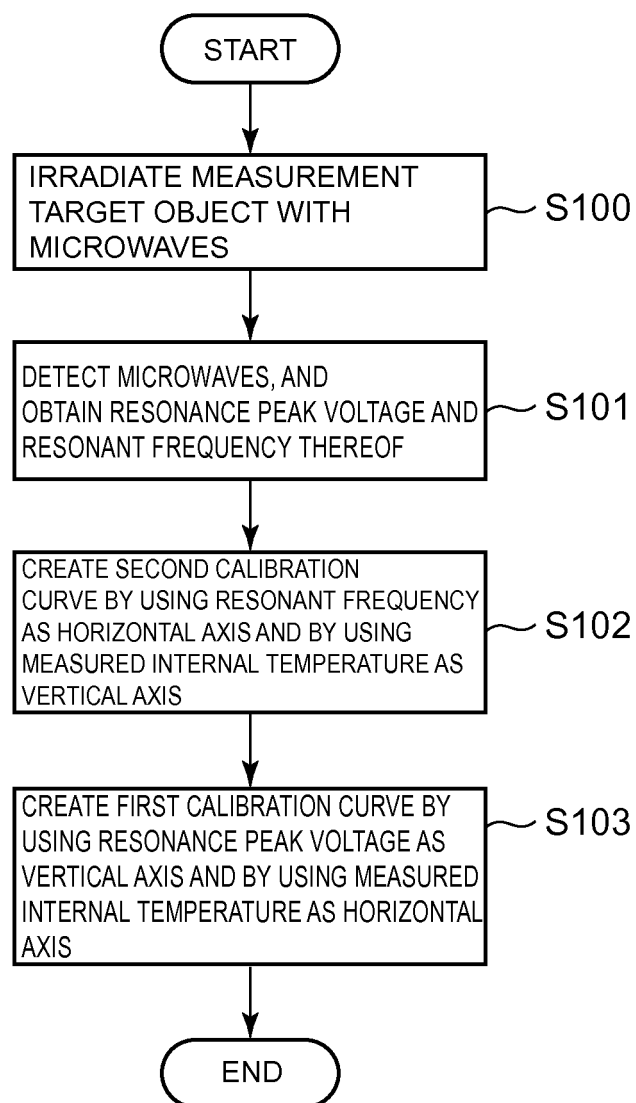 START
IRRADIATE MEASUREMENT
TARGET OBJECT WITH
MICROWAVES
S100
DETECT MICROWAVES, AND
OBTAIN RESONANCE PEAK VOLTAGE AND
RESONANT FREQUENCY THEREOF
S101
CREATE SECOND CALIBRATION
CURVE BY USING RESONANT FREQUENCY
AS HORIZONTAL AXIS AND BY USING
MEASURED INTERNAL TEMPERATURE AS
VERTICAL AXIS
S102
CREATE FIRST CALIBRATION CURVE BY
USING RESONANCE PEAK VOLTAGE AS
VERTICAL AXIS AND BY USING MEASURED
INTERNAL TEMPERATURE AS HORIZONTAL
AXIS
S103
END